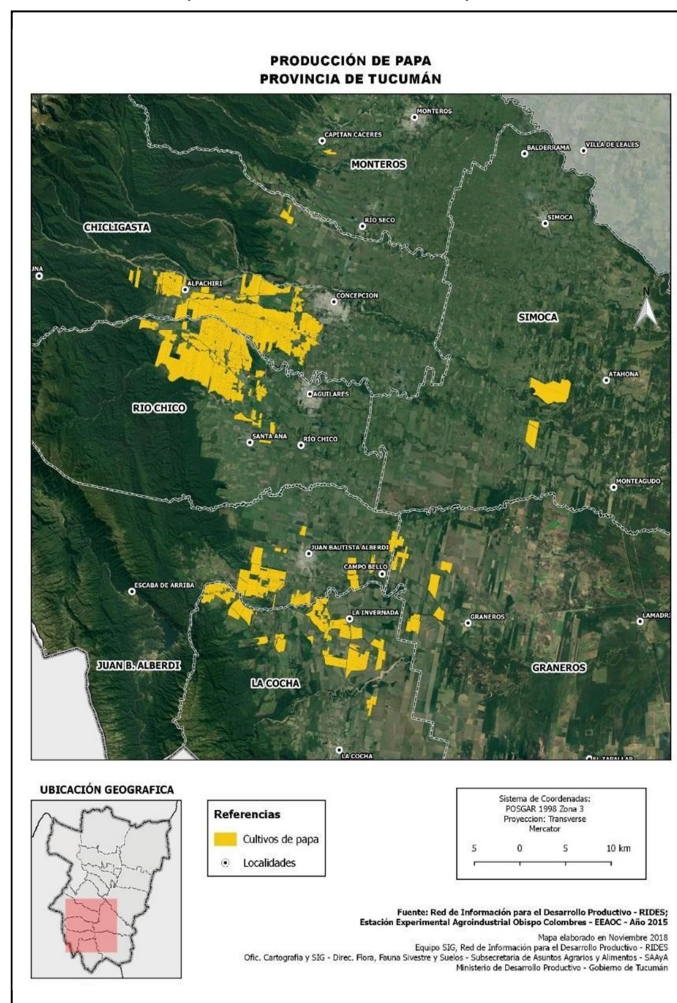 PRODUCCIÓN DE PAPA
PROVINCIA DE TUCUMÁN
MONTEROS
CAPITAN CACERES
BALDERRAMA
VILLA DE LEALES
MONTEROS
RÍO SECO
SIMOCA
CHICLIGASTA
UNA
ALPACHIRI
CONCEPCION
N
SIMOCA
ATAHONA
AGUILARES
RIO CHICO
SANTA ANA
RÍO CHICO
MONTEAGUDO
JUAN BAUTISTA ALBERDI
CAMPO BELLO
ESCABA DE ARRIBA
LA INVERNADA
GRANEROS
LAMADRI
JUAN B. ALBERDI
LA COCHA
GRANEROS
LA COCHA
UBICACIÓN GEOGRAFICA
Referencias
Cultivos de papa
Localidades
Sistema de Coordenadas:
POSGAR 1998 Zona 3
Proyeccion: Transverse
Mercator
5 0 5 10 km
Fuente: Red de Información para el Desarrollo Productivo - RIDES;
Estación Experimental Agroindustrial Obispo Colombres - EEAOC - Año 2015
Mapa elaborado en Noviembre 2018
Equipo SIG, Red de Información para el Desarrollo Productivo - RIDES
Ofic. Cartografía y SIG - Direc. Flora, Fauna Sivestre y Suelos - Subsecretaría de Asuntos Agrarios y Alimentos - SAAyA
Ministerio de Desarrollo Productivo - Gobierno de Tucumán